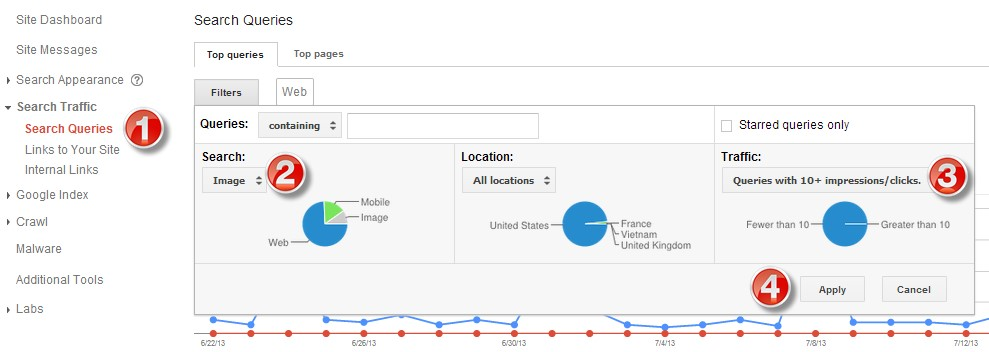 Site Dashboard
Site Messages
Search Appearance ?
Search Traffic
Search Queries
Links to Your Site
Internal Links
Google Index
Crawl
Malware
Additional Tools
Labs
1
Search Queries
Top queries Top pages
Filters Web
Queries: containing Starred queries only
Search: Location: Traffic:
Image 2 All locations Queries with 10+ impressions/clicks. 3
Mobile
Image
Web
United States
France
Vietnam
United Kingdom
Fewer than 10 Greater than 10
4 Apply Cancel
6/22/13 6/26/13 6/30/13 7/4/13 7/8/13 7/12/13